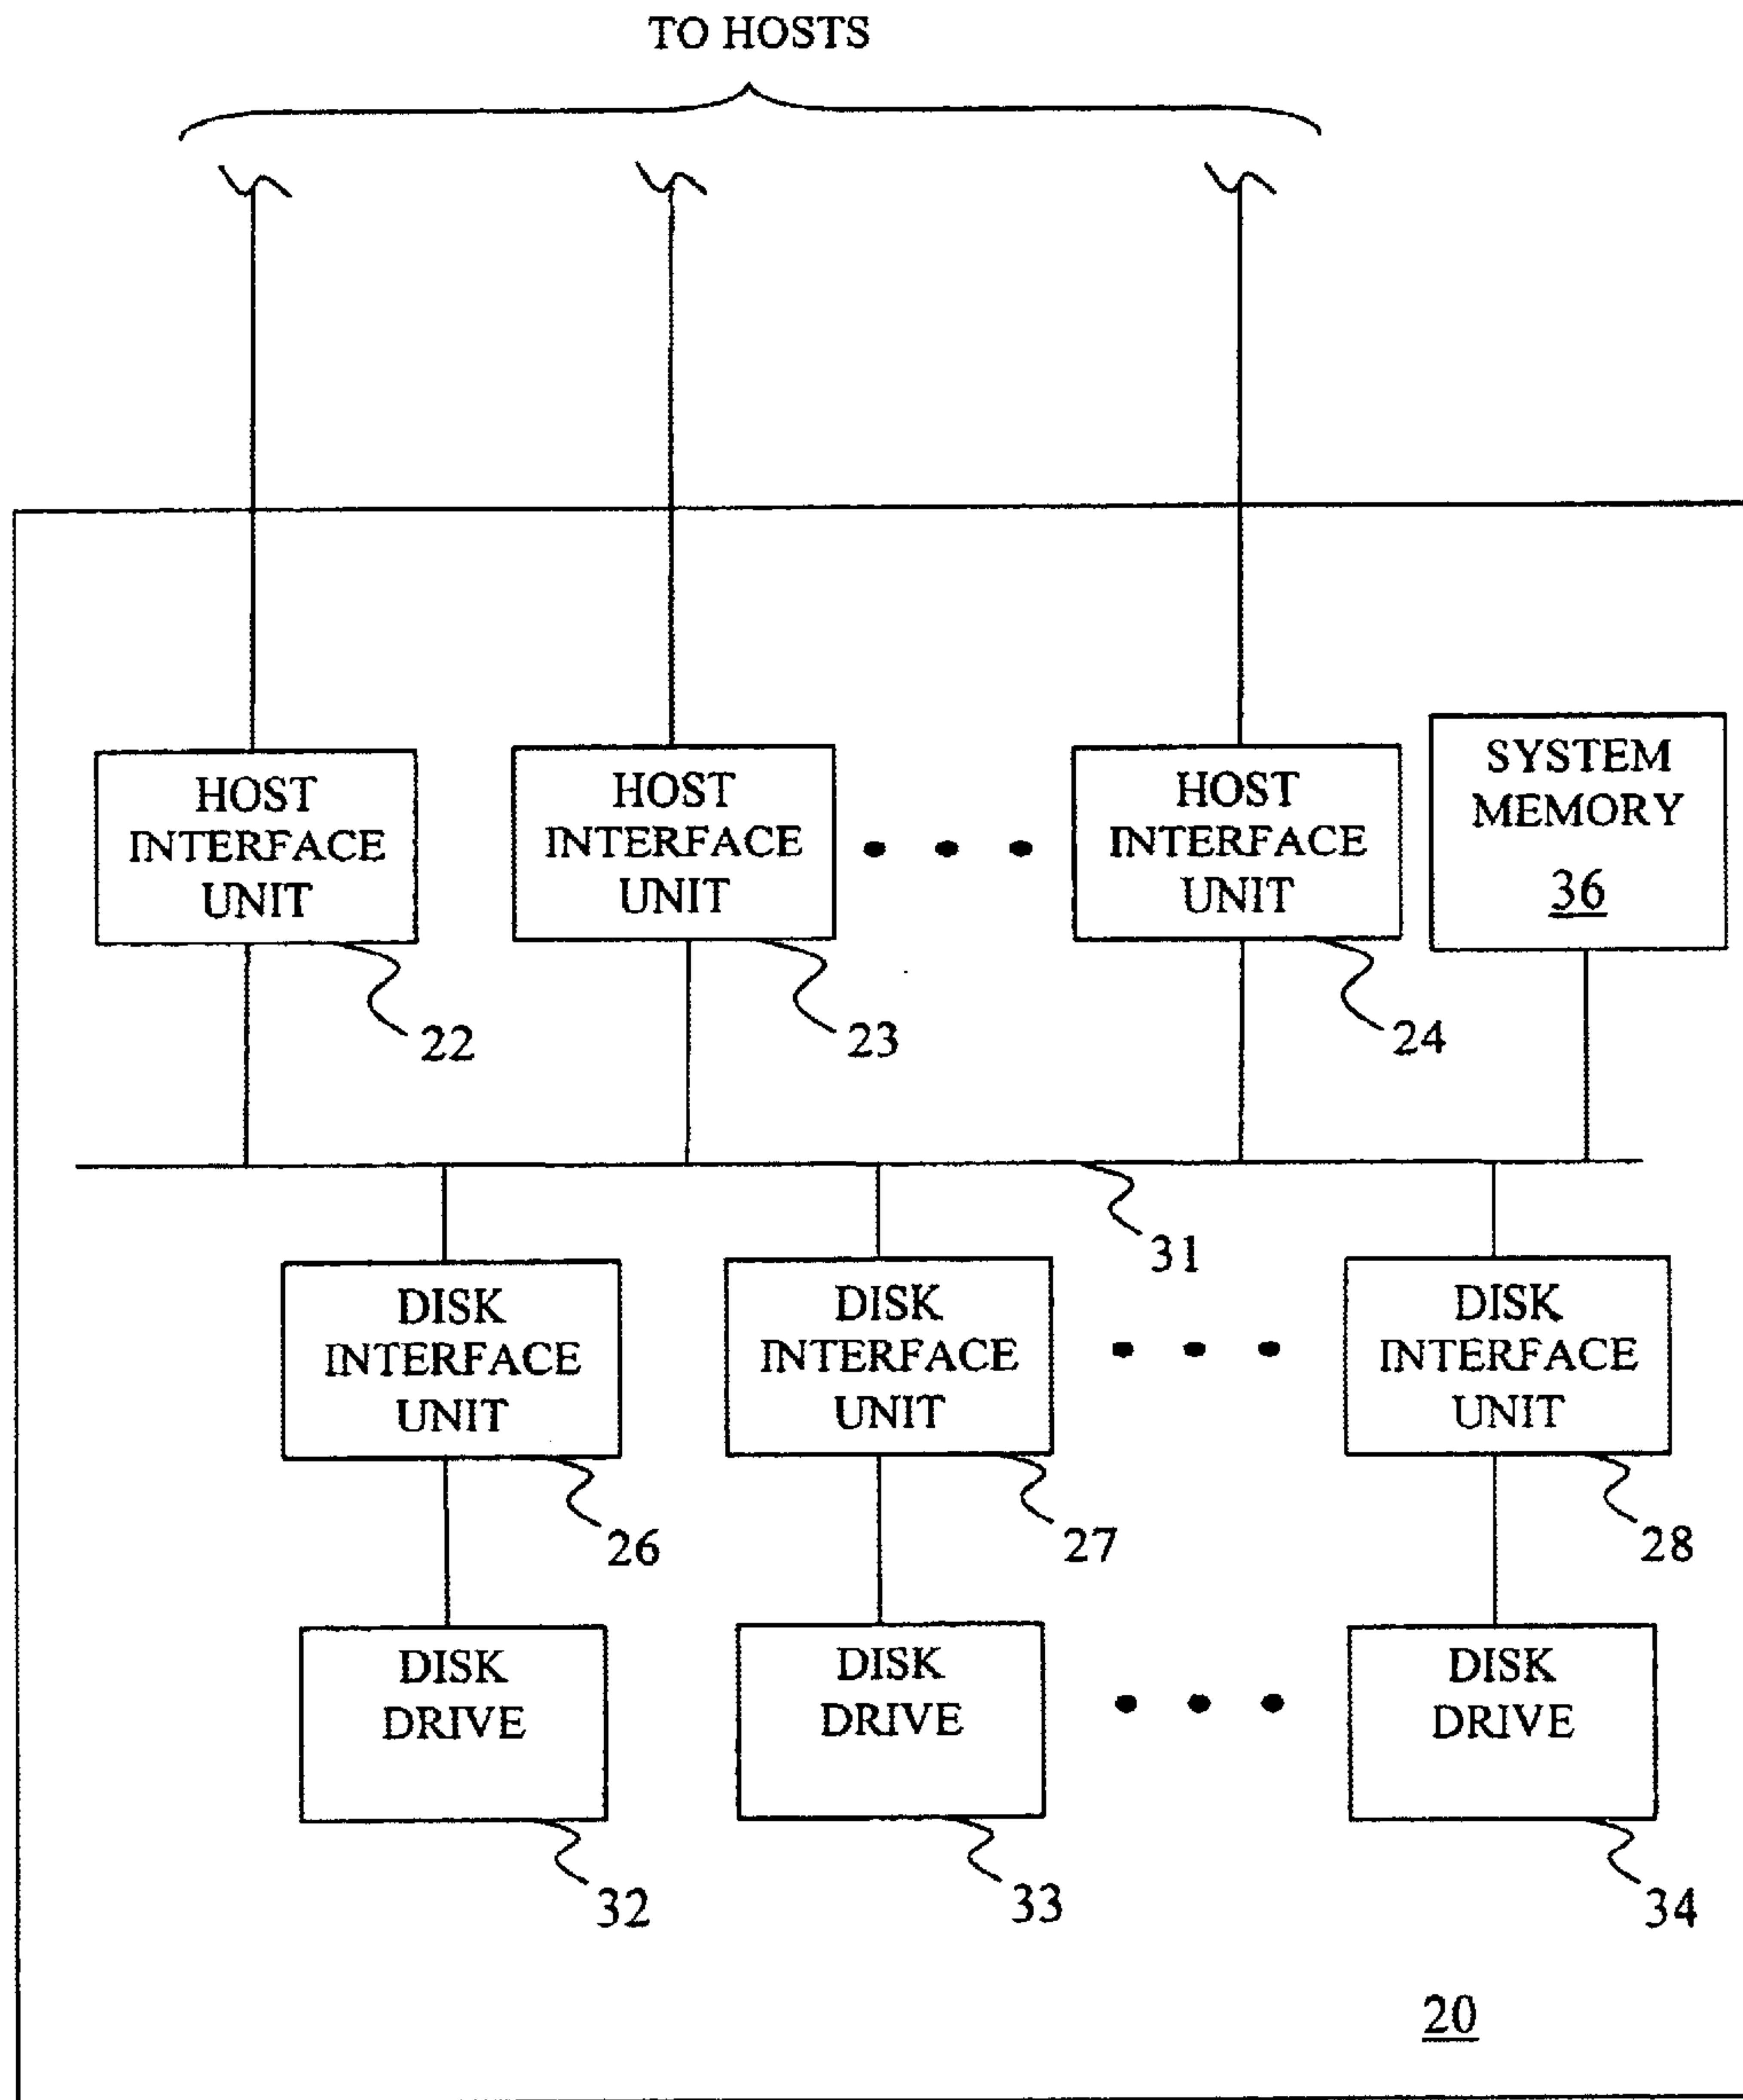 TO HOSTS
HOST
INTERFACE
UNIT
HOST
INTERFACE
UNIT
HOST
INTERFACE
UNIT
SYSTEM
MEMORY
36
22
23
24
31
DISK
INTERFACE
UNIT
DISK
INTERFACE
UNIT
DISK
INTERFACE
UNIT
26
27
28
DISK
DRIVE
DISK
DRIVE
DISK
DRIVE
32
33
34
20